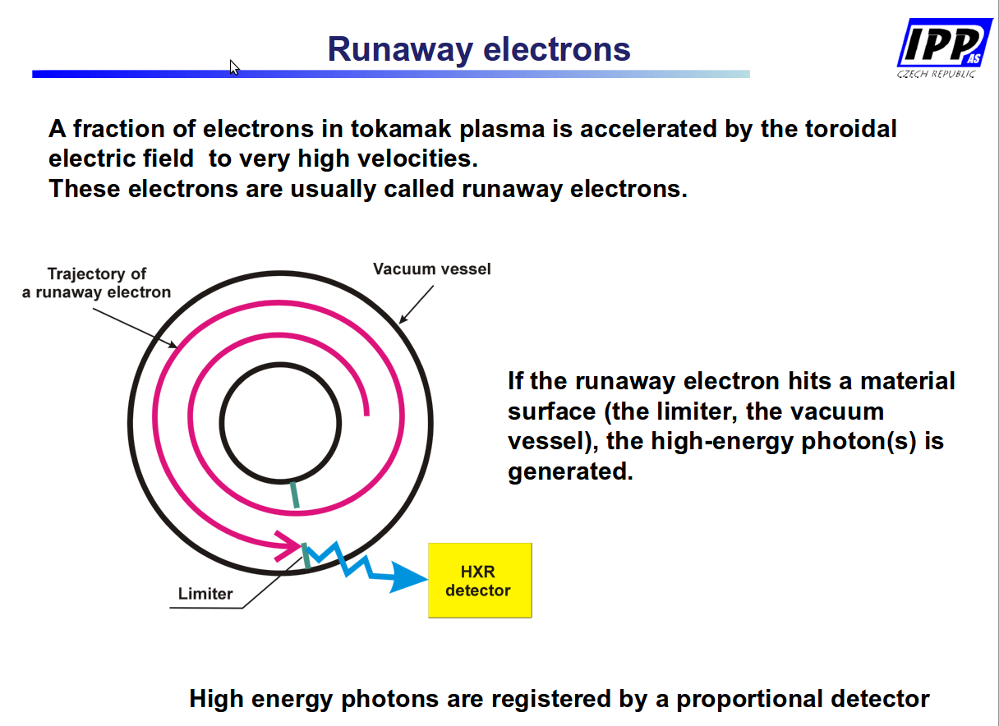 Runaway electrons
IPP
AS
CZECH REPUBLIC
A fraction of electrons in tokamak plasma is accelerated by the toroidal
electric field  to very high velocities.
These electrons are usually called runaway electrons.
Trajectory of
a runaway electron
Vacuum vessel
If the runaway electron hits a material
surface (the limiter, the vacuum
vessel), the high-energy photon(s) is
generated.
HXR
detector
Limiter
High energy photons are registered by a proportional detector